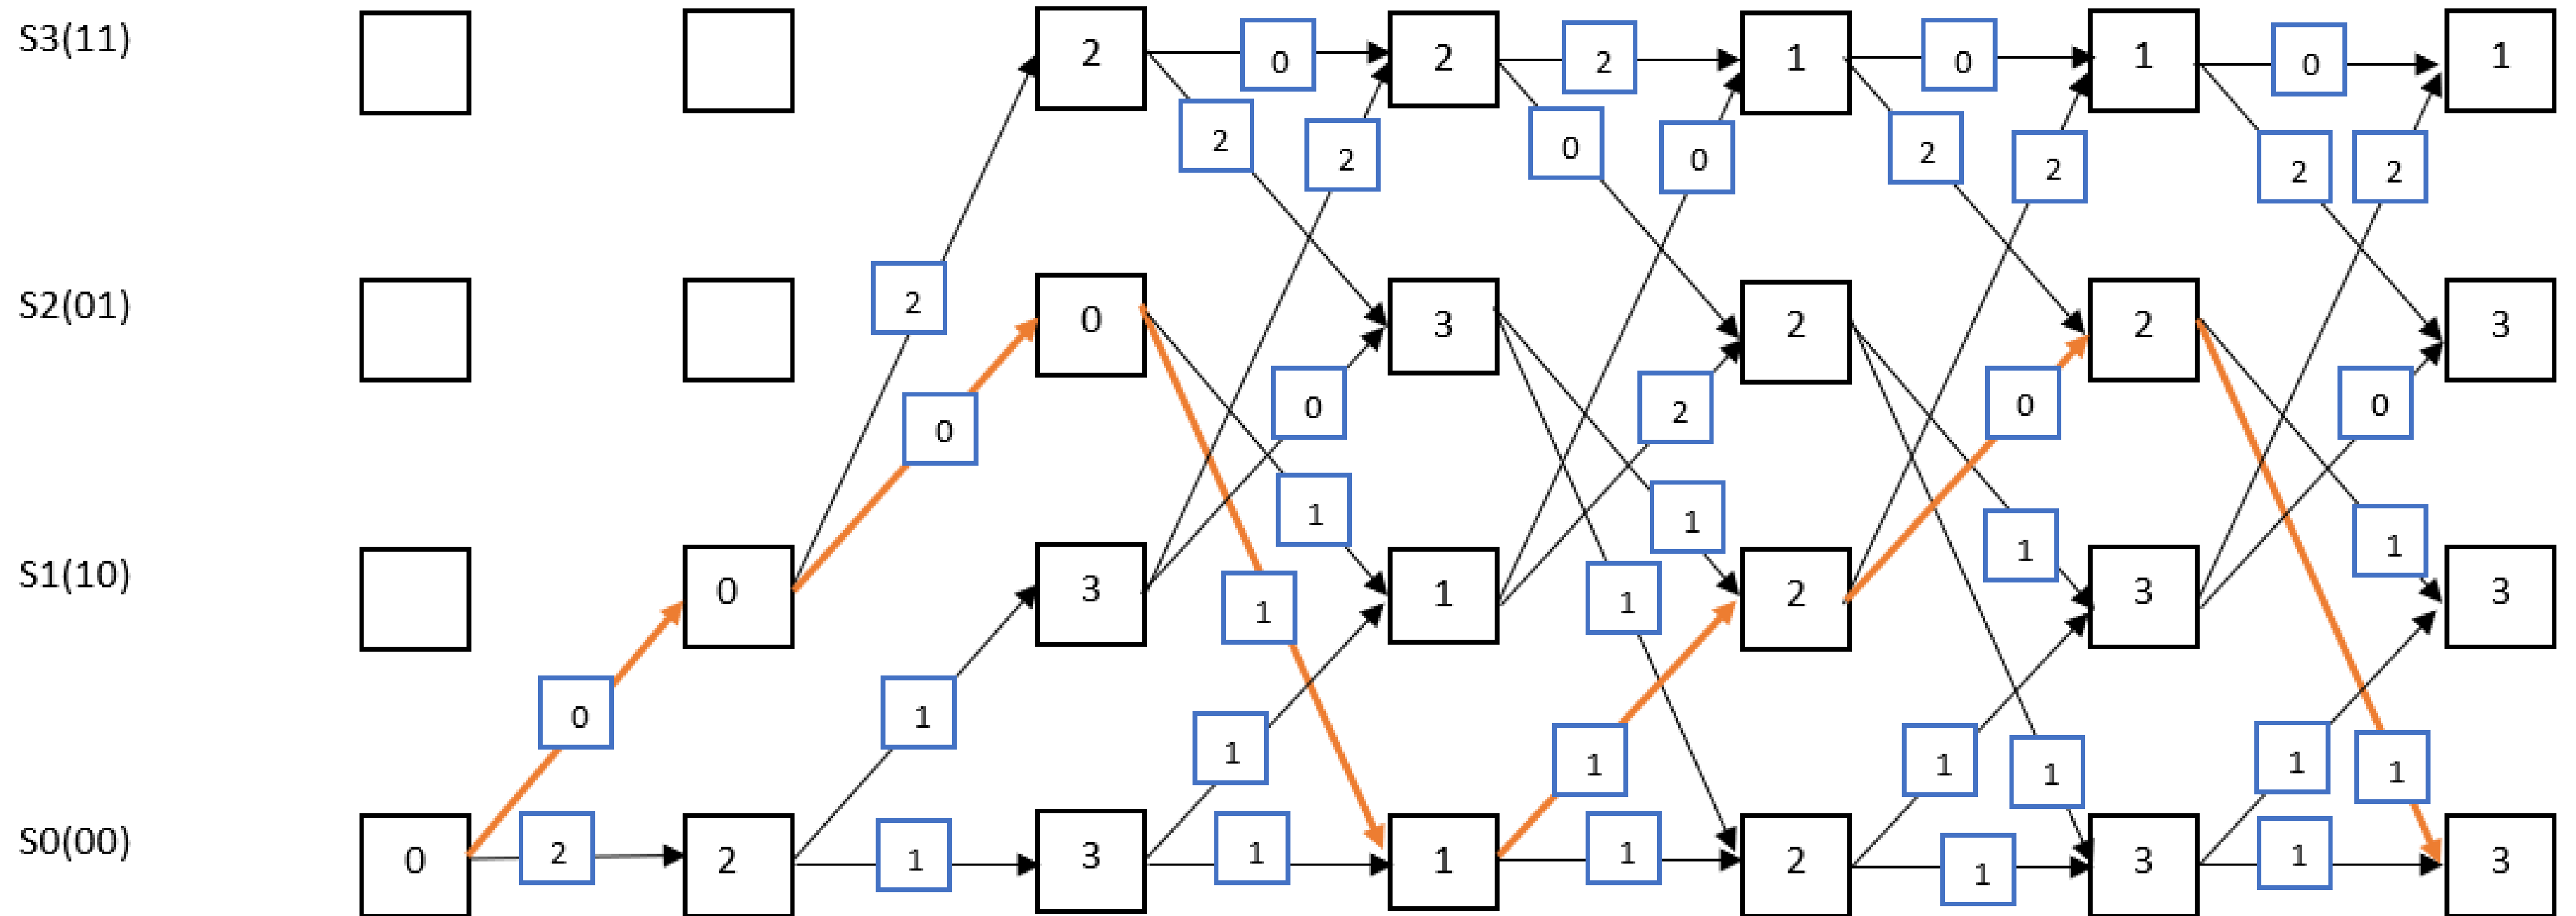 S3(11) 2 0 2 2 1 0 1 0 1
2 2 0 0 2 2 2 2
S2(01) 2 0 3 2 2 3
0 0 2 0 0
1 1 1 1
S1(10) 0 3 1 1 1 2 3 3
0 1 1 1 1 1 1 1
S0(00) 0 2 2 1 3 1 1 1 2 1 3 1 3